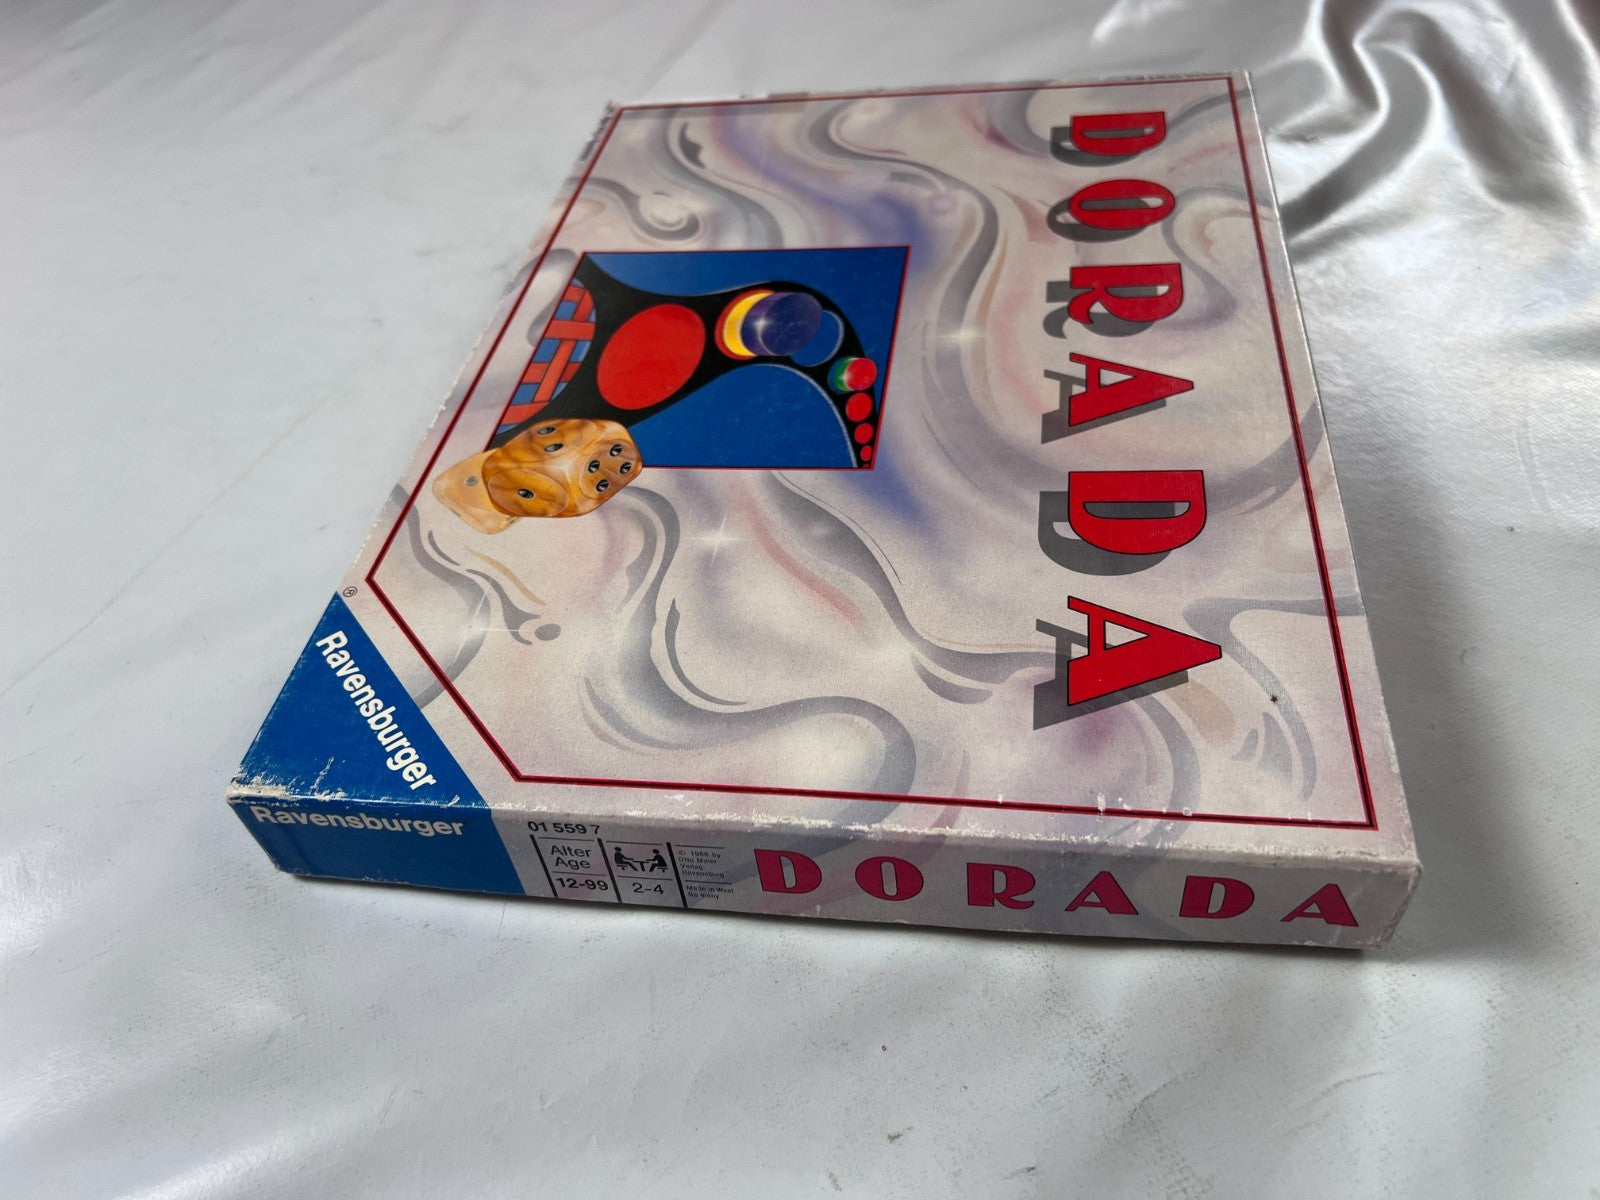 DORADA
®
Ravensburger
Ravensburger
01 559 7
Alter
Age
12-99
2-4
© 1988 by
Otto Maier
Verlag
Ravensburg
Made in West
Germany
DORADA